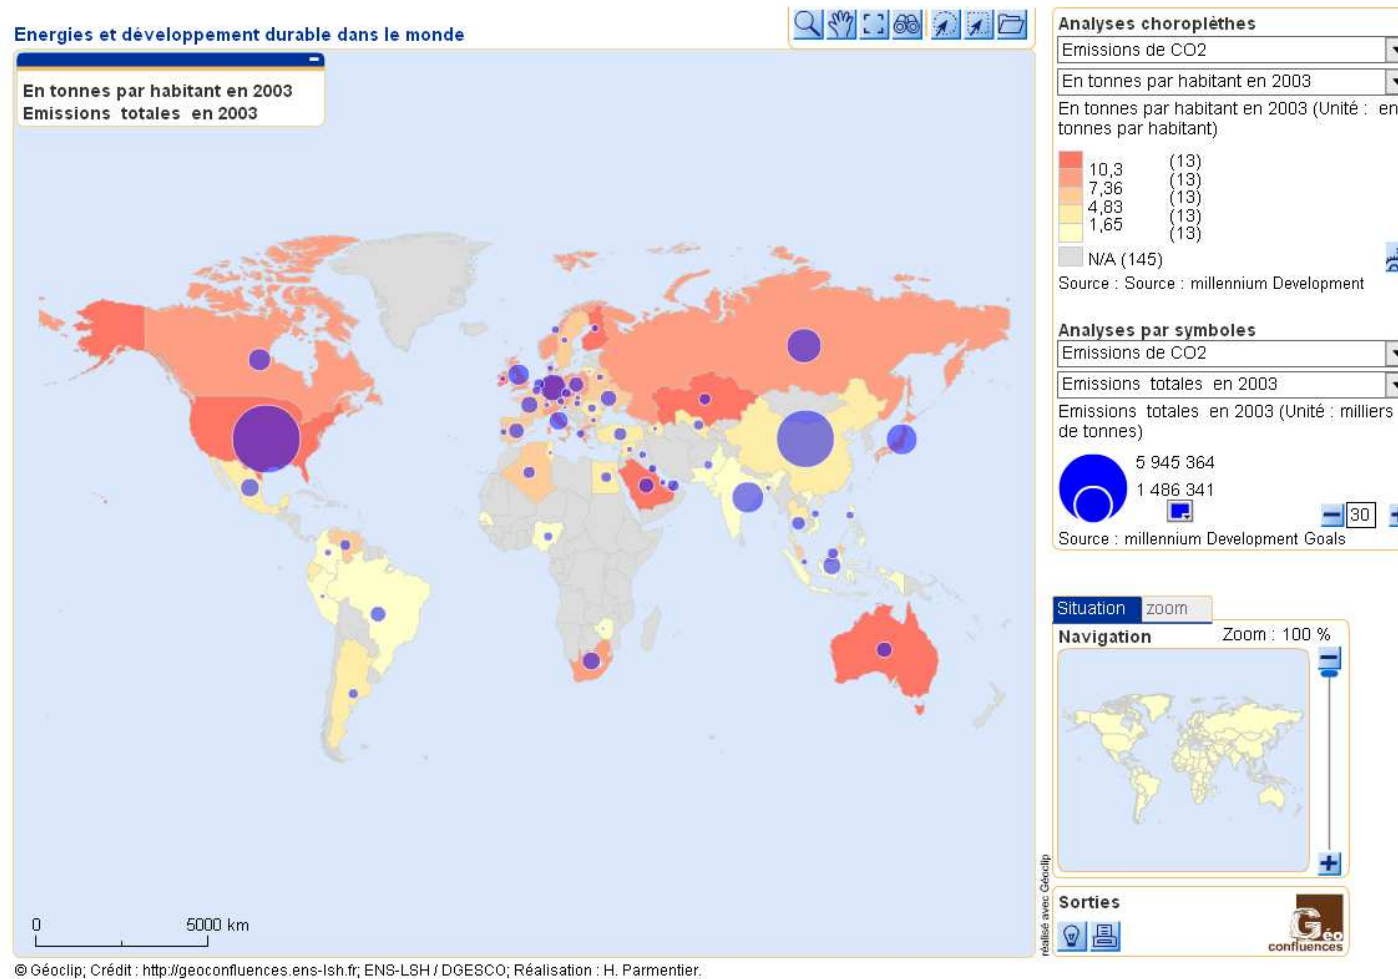 Energies et développement durable dans le monde
En tonnes par habitant en 2003
Emissions totales en 2003
0
5000 km
© Géoclip; Crédit : http://geoconfluences.ens-lsh.fr; ENS-LSH / DGESCO; Réalisation : H. Parmentier.
réalisé avec Géoclip
Analyses choroplèthes
Emissions de CO2
En tonnes par habitant en 2003
En tonnes par habitant en 2003 (Unité : en
tonnes par habitant)
(13)
10,3
(13)
7,36
(13)
4,83
(13)
1,65
(13)
N/A (145)
Source : Source : millennium Development
Analyses par symboles
Emissions de CO2
Emissions totales en 2003
Emissions totales en 2003 (Unité : milliers
de tonnes)
5 945 364
1 486 341
30
Source : millennium Development Goals
Situation zoom
Navigation Zoom : 100 %
Sorties
Géo
confluences